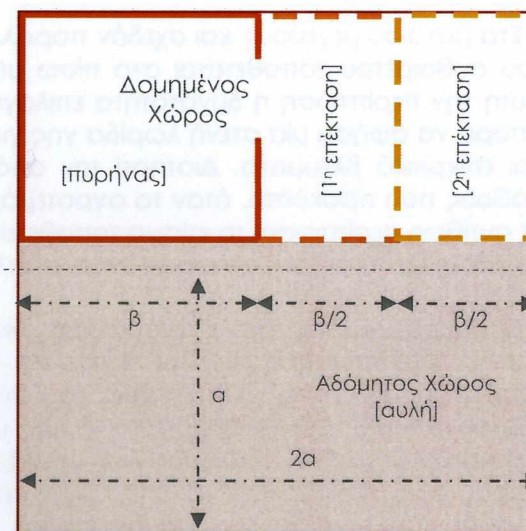 Δομημένος
Χώρος
[πυρήνας]
[1η επέκταση]
[2η επέκταση]
β
β/2
β/2
α
Αδόμητος Χώρος
[αυλή]
2α